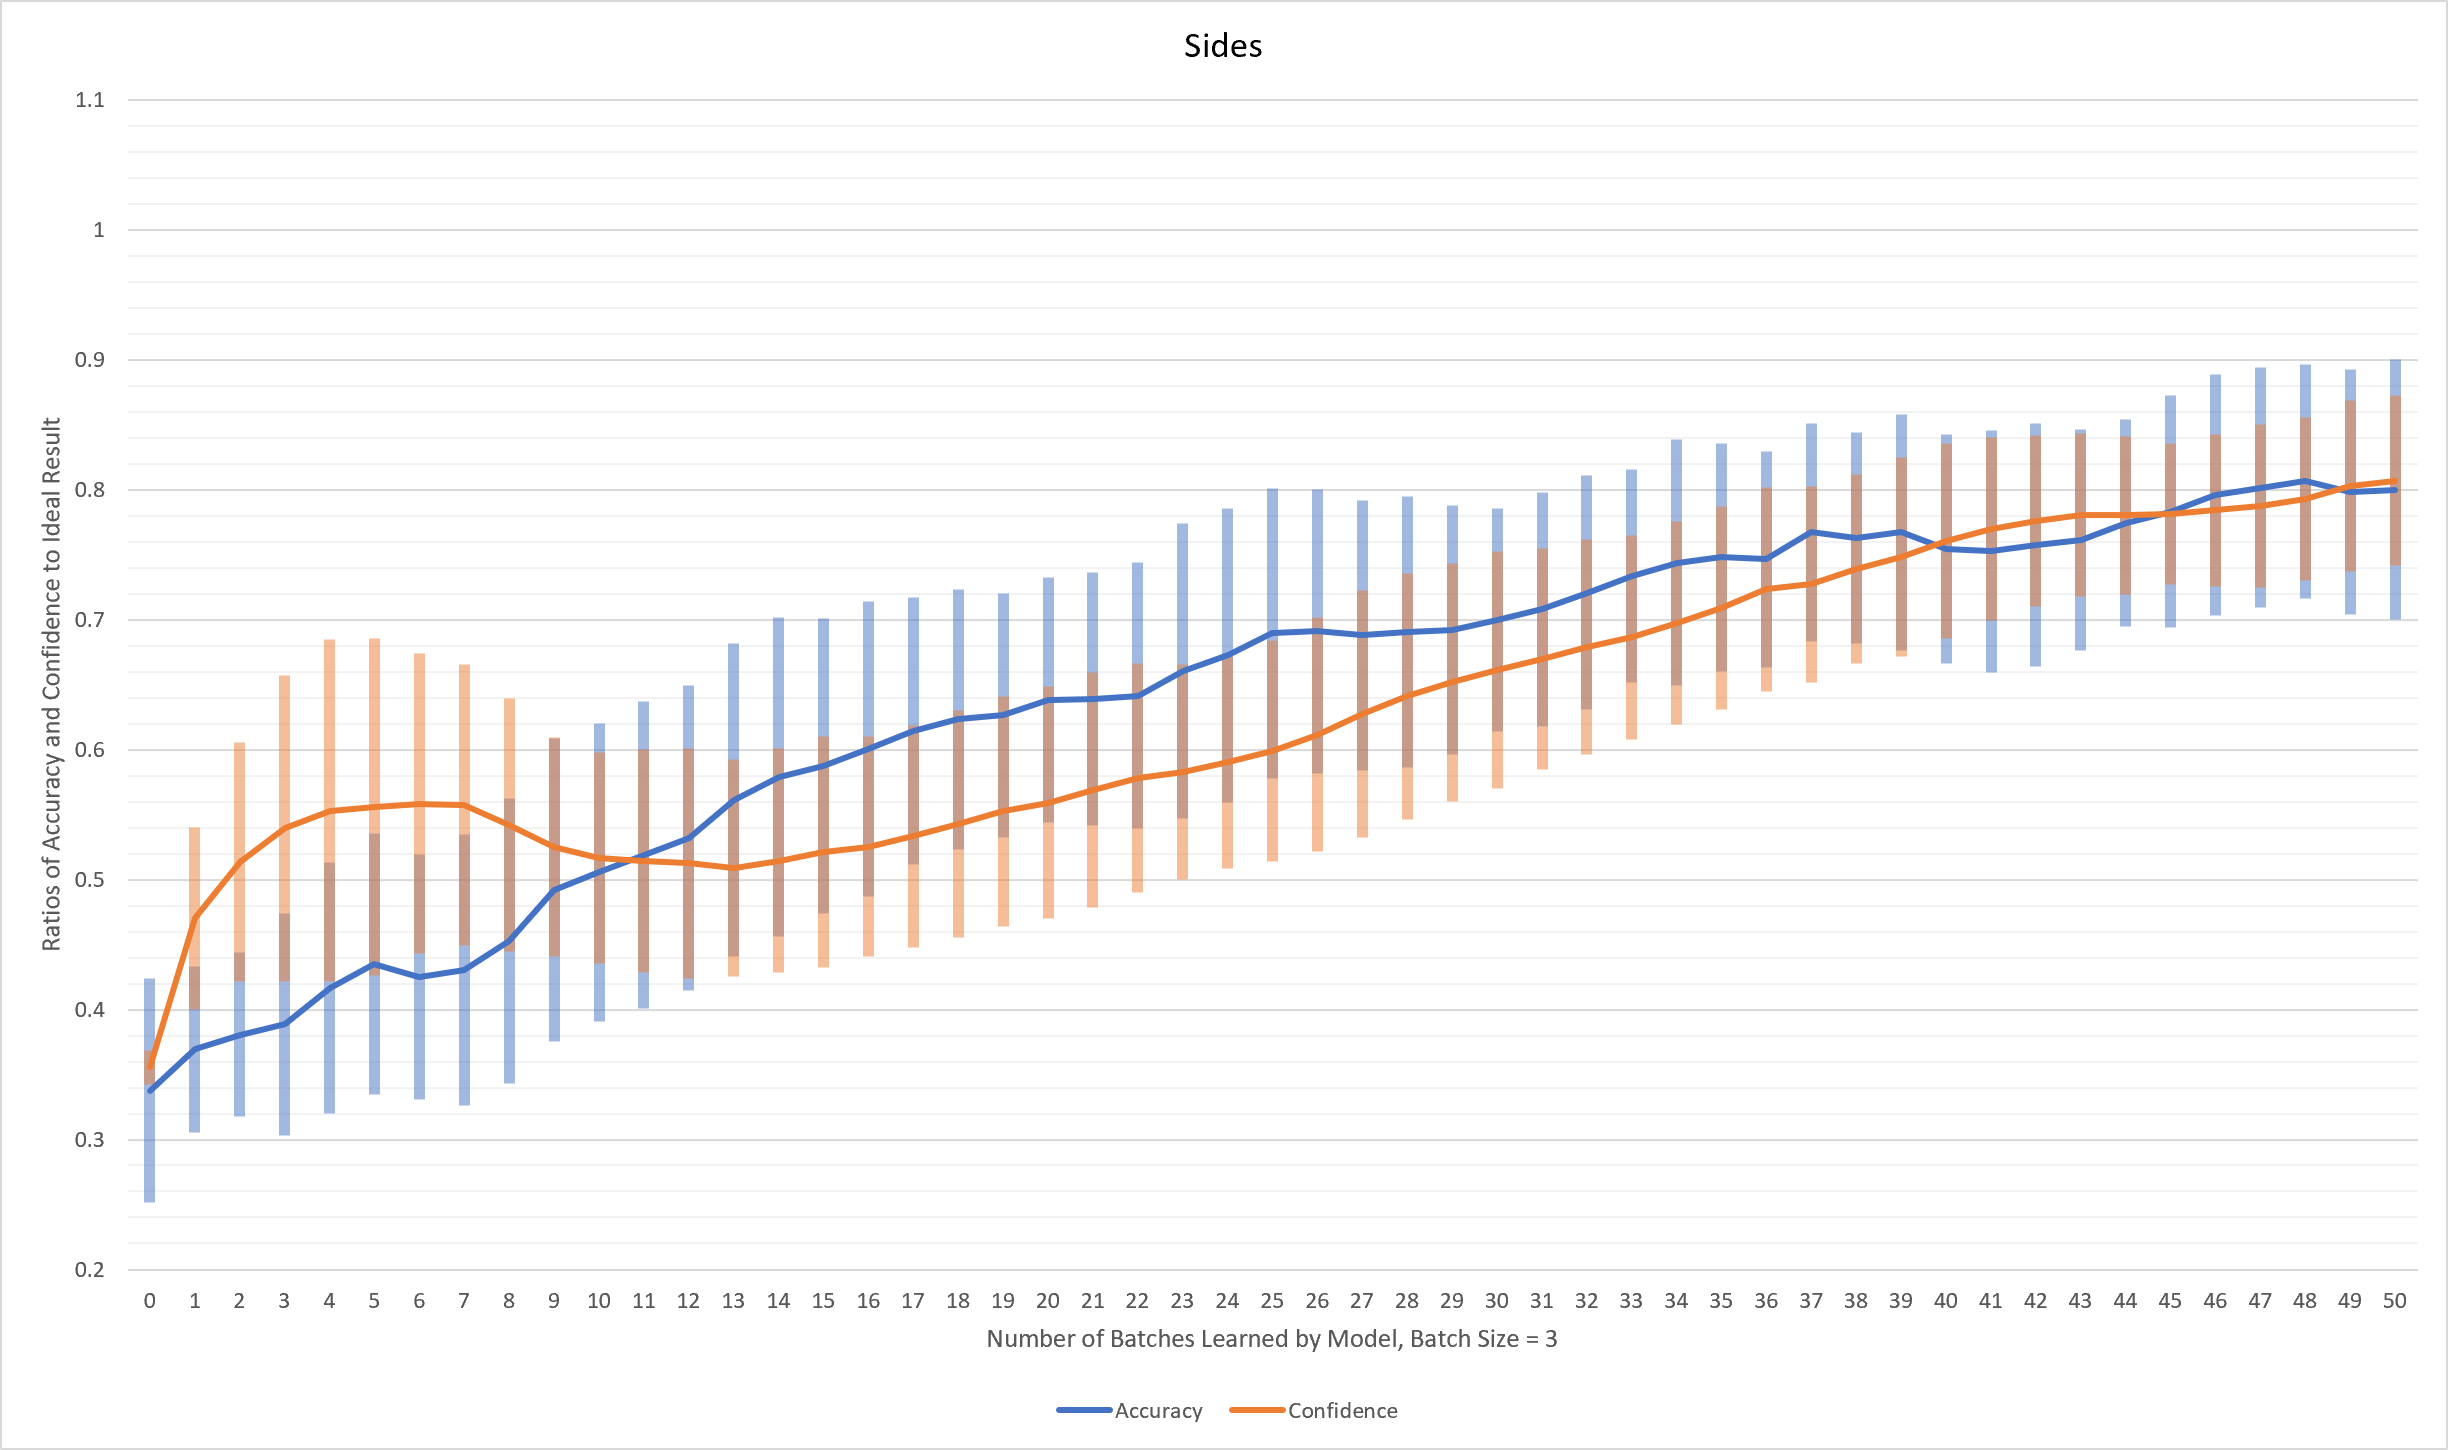 Sides
1.1
1
0.9
0.8
0.7
0.6
0.5
0.4
0.3
0.2
Ratios of Accuracy and Confidence to Ideal Result
0 1 2 3 4 5 6 7 8 9 10 11 12 13 14 15 16 17 18 19 20 21 22 23 24 25 26 27 28 29 30 31 32 33 34 35 36 37 38 39 40 41 42 43 44 45 46 47 48 49 50
Number of Batches Learned by Model, Batch Size = 3
Accuracy Confidence